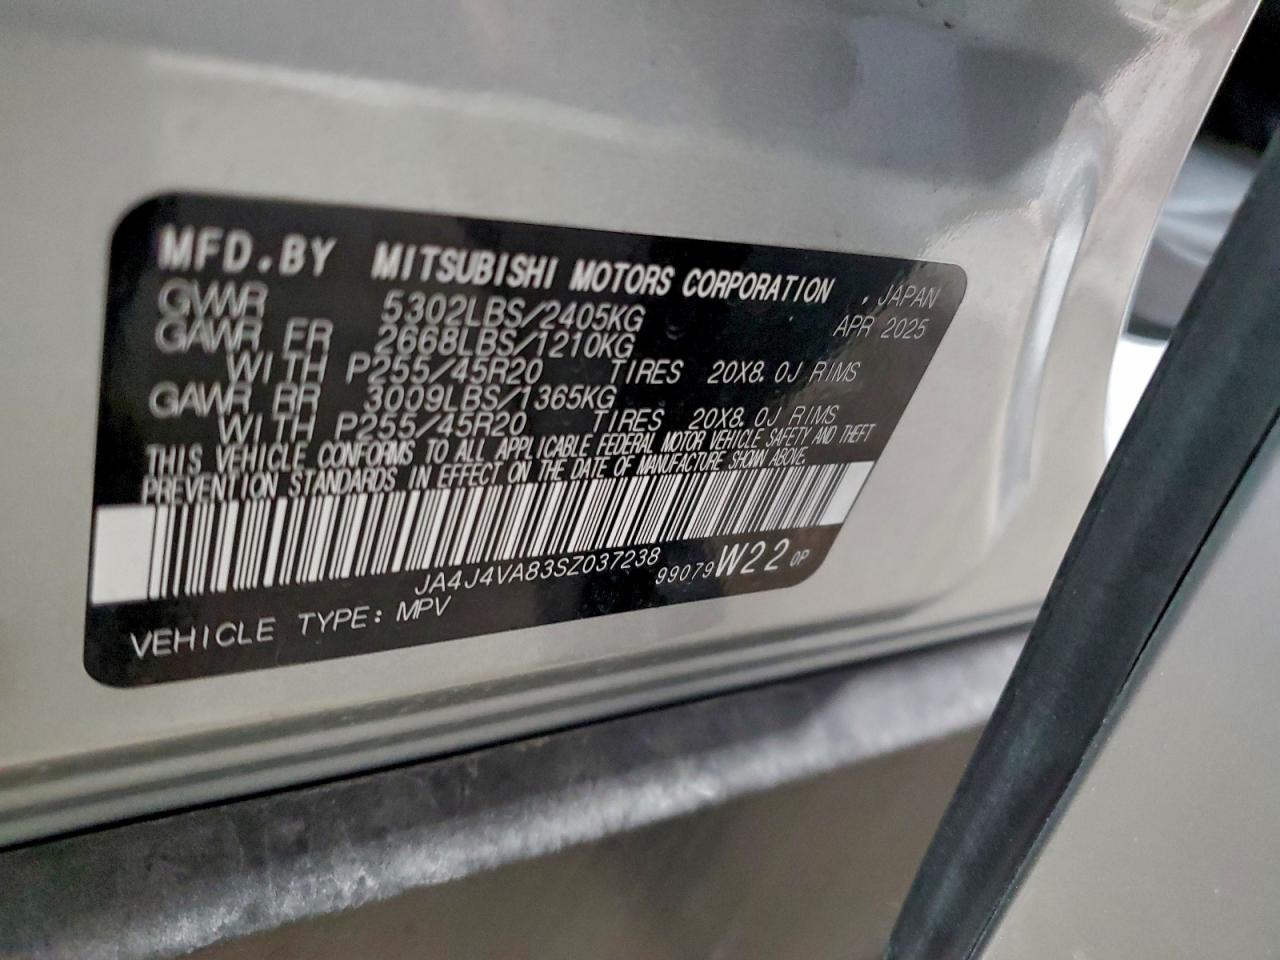 MFD.BY MITSUBISHI MOTORS CORPORATION , JAPAN
GVWR 5302LBS/2405KG APR 2025
GAWR FR 2668LBS/1210KG
WITH P255/45R20 TIRES 20X8.0J RIMS
GAWR RR 3009LBS/1365KG
WITH P255/45R20 TIRES 20X8.0J RIMS
THIS VEHICLE CONFORMS TO ALL APPLICABLE FEDERAL MOTOR VEHICLE SAFETY AND THEFT
PREVENTION STANDARDS IN EFFECT ON THE DATE OF MANUFACTURE SHOWN ABOVE.
JA4J4VA83SZ037238
99079 W22 0P
VEHICLE TYPE: MPV